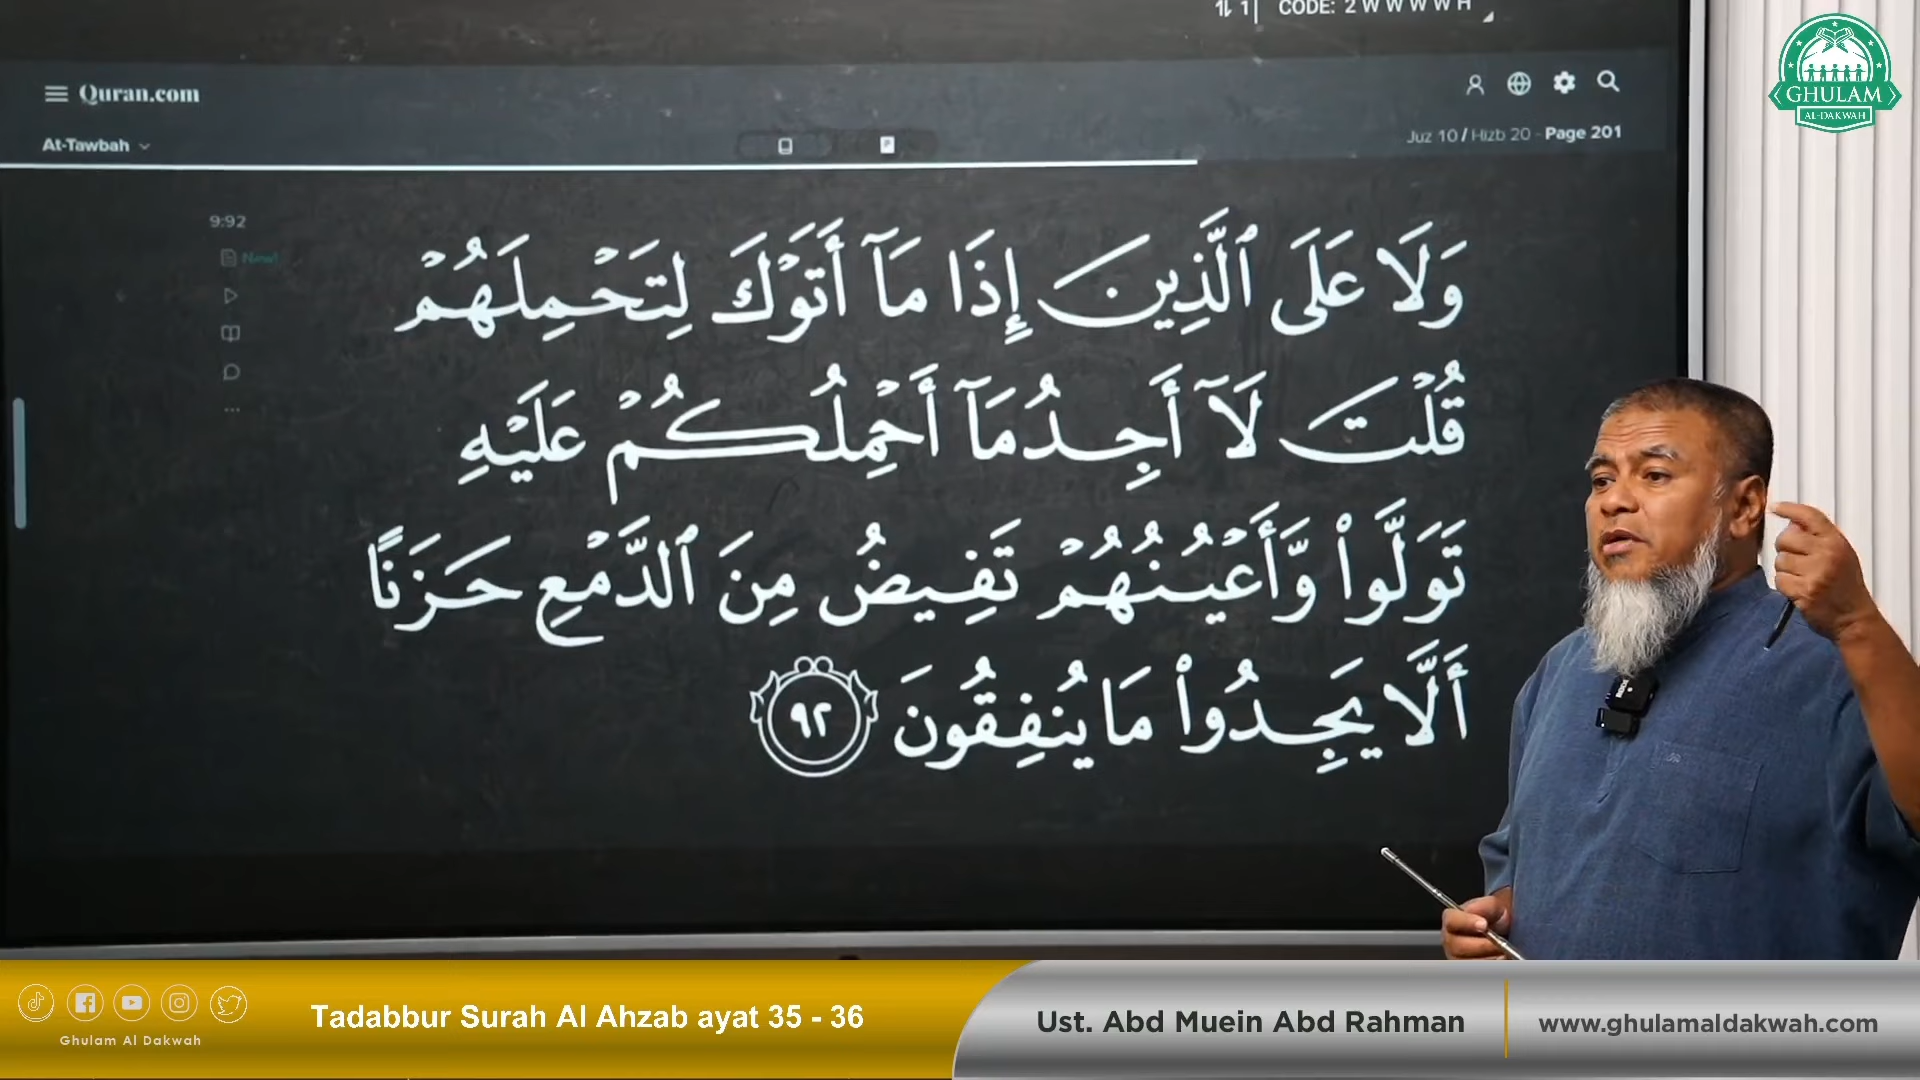 CODE: 2 W W W W H
Quran.com
At-Tawbah
Juz 10 / Hizb 20 - Page 201
GHULAM
AL-DAKWAH
9:92
New!
وَلَا عَلَى ٱلَّذِينَ إِذَا مَآ أَتَوْكَ لِتَحْمِلَهُمْ
قُلْتَ لَآ أَجِدُ مَآ أَحْمِلُكُمْ عَلَيْهِ
تَوَلَّوا۟ وَّأَعْيُنُهُمْ تَفِيضُ مِنَ ٱلدَّمْعِ حَزَنًا
أَلَّا يَجِدُوا۟ مَا يُنفِقُونَ ٩٢
Ghulam Al Dakwah
Tadabbur Surah Al Ahzab ayat 35 - 36
Ust. Abd Muein Abd Rahman
www.ghulamaldakwah.com